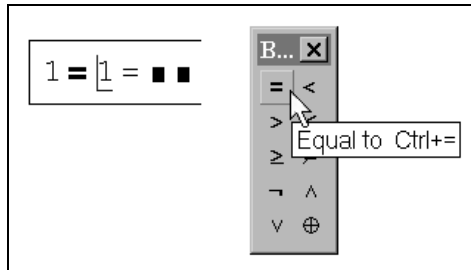 1 = 1 = ▪ ▪
B...
= <
>
Equal to Ctrl+=
≥
¬ ∧
∨ ⊕